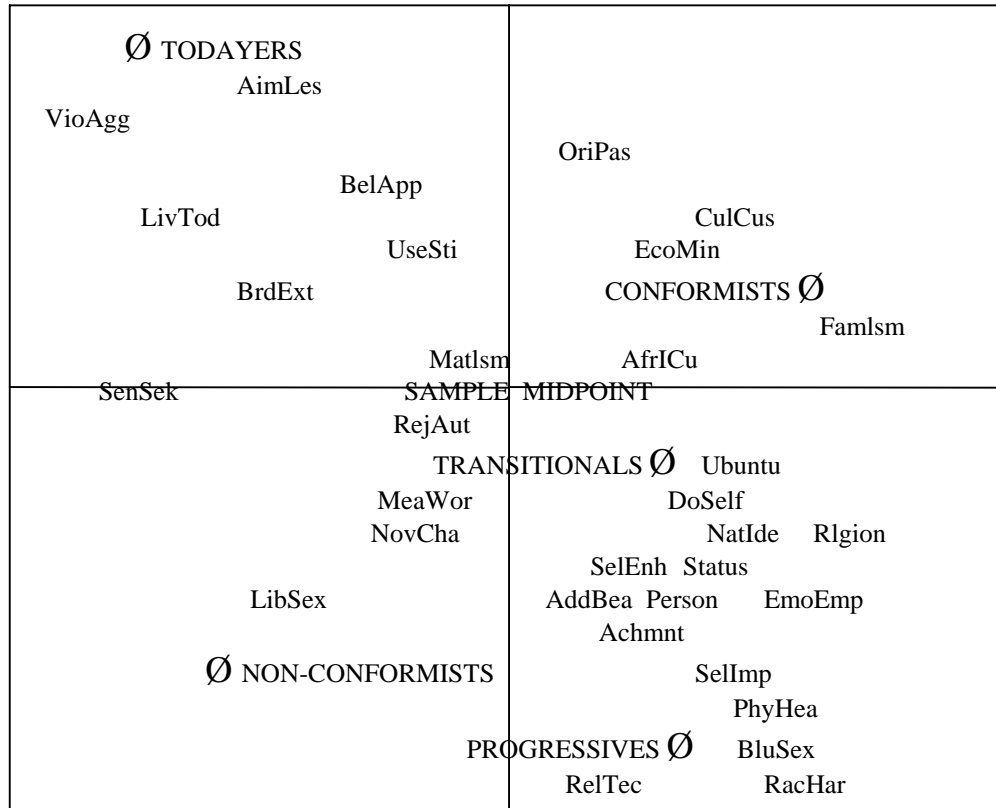 Ø TODAYERS
AimLes
VioAgg
OriPas
BelApp
LivTod CulCus
UseSti EcoMin
BrdExt CONFORMISTS Ø
Famlsm
Matlsm AfrICu
SenSek SAMPLE MIDPOINT
RejAut
TRANSITIONALS Ø Ubuntu
MeaWor DoSelf
NovCha NatIde Rlgion
SelEnh Status
LibSex AddBea Person EmoEmp
Achmnt
Ø NON-CONFORMISTS SelImp
PhyHea
PROGRESSIVES Ø BluSex
RelTec RacHar